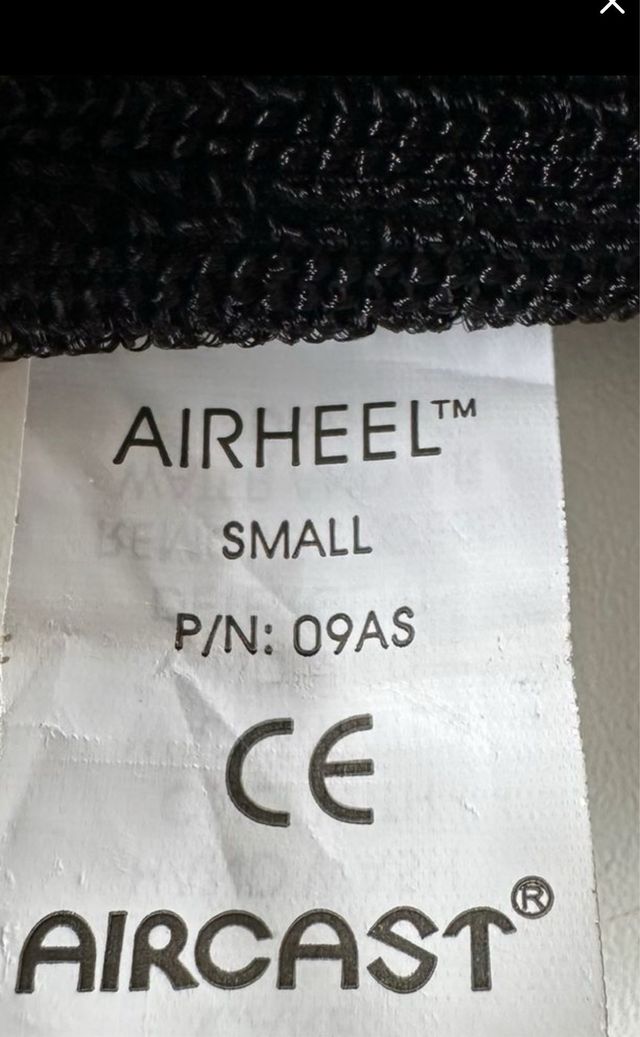 AIRHEEL™
SMALL
P/N: 09AS
CE
AIRCAST®